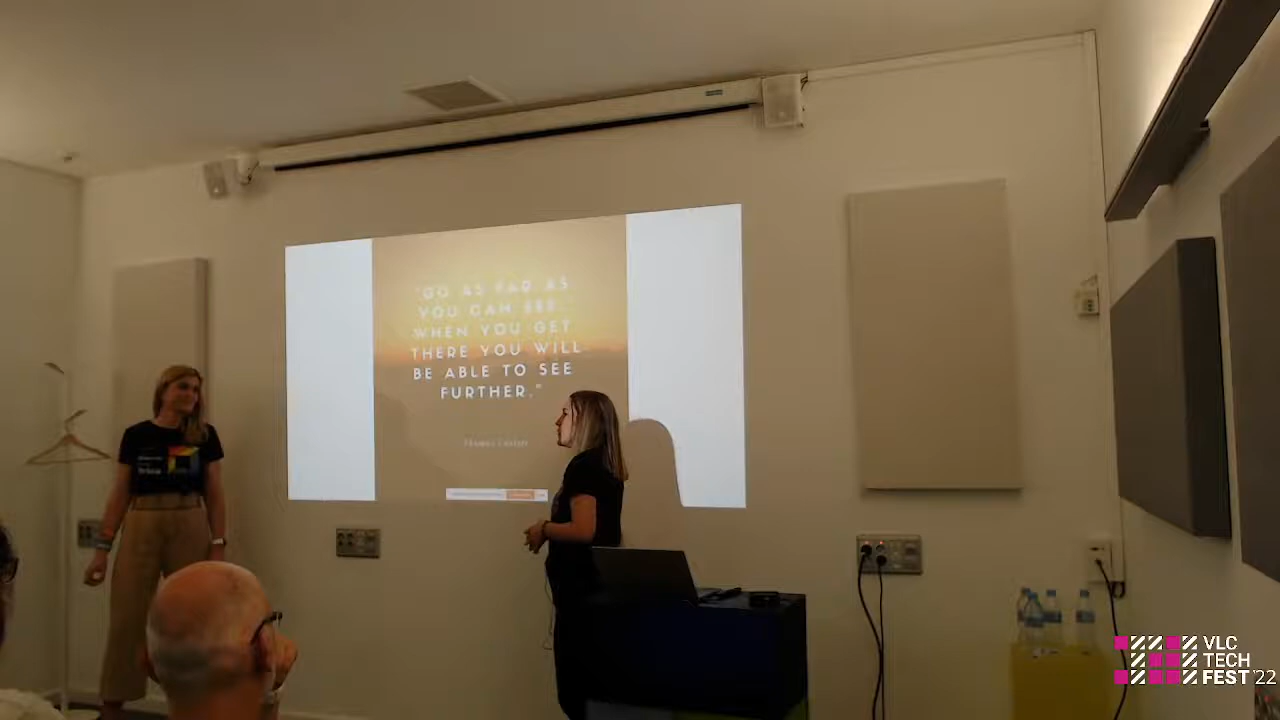 "GO AS FAR AS
YOU CAN SEE.
WHEN YOU GET
THERE YOU WILL
BE ABLE TO SEE
FURTHER."
VLC
TECH
FEST'22